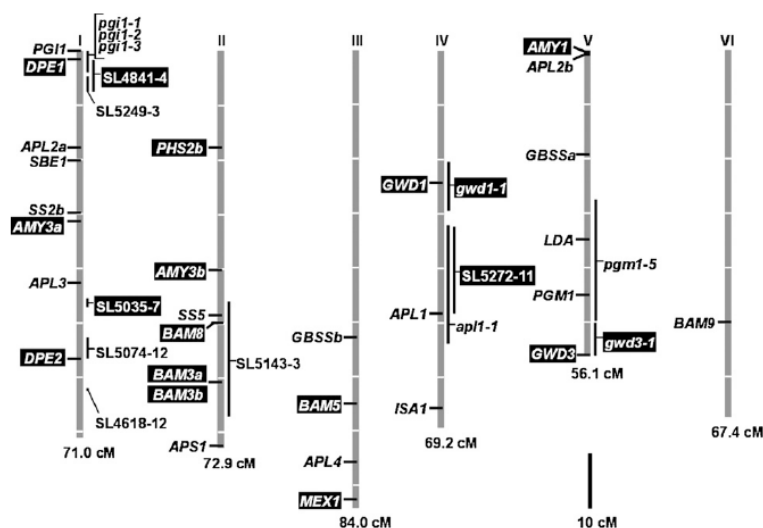 I
pgi1-1
pgi1-2
pgi1-3
PGI1
DPE1
SL4841-4
SL5249-3
APL2a
SBE1
SS2b
AMY3a
APL3
SL5035-7
SL5074-12
DPE2
SL4618-12
71.0 cM
II
PHS2b
AMY3b
SS5
BAM8
SL5143-3
BAM3a
BAM3b
APS1
72.9 cM
III
GBSSb
BAM5
APL4
MEX1
84.0 cM
IV
GWD1
gwd1-1
SL5272-11
APL1
apl1-1
ISA1
69.2 cM
V
AMY1
APL2b
GBSSa
LDA
pgm1-5
PGM1
gwd3-1
GWD3
56.1 cM
10 cM
VI
BAM9
67.4 cM